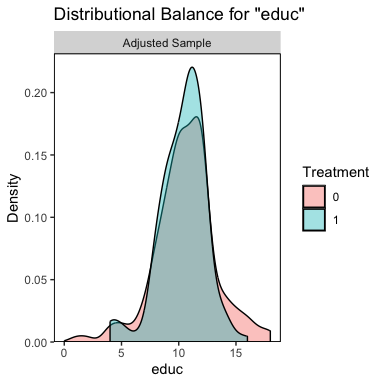 Distributional Balance for "educ"
Adjusted Sample
0.20
0.15
0.10
0.05
0.00
Density
0
5
10
15
educ
Treatment
0
1